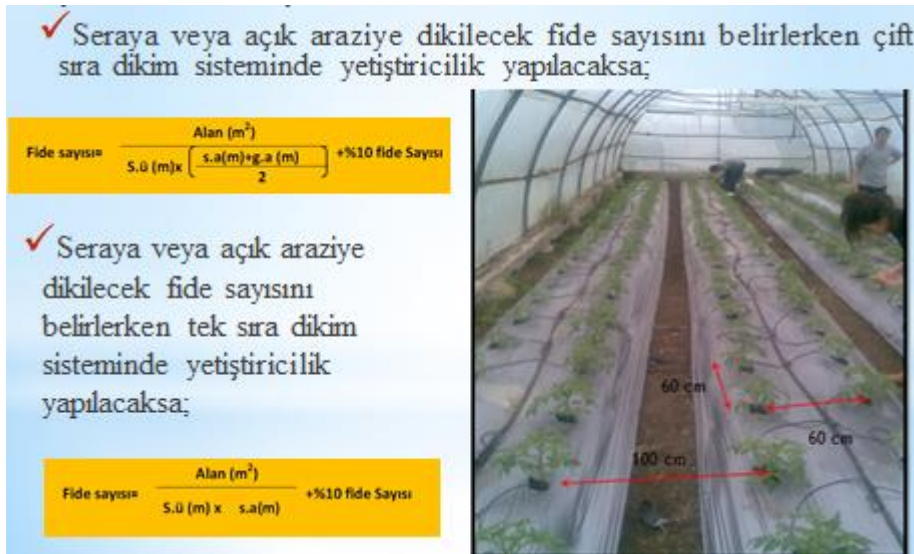 Seraya veya açık araziye dikilecek fide sayısını belirlerken çift
sıra dikim sisteminde yetiştiricilik yapılacaksa;
Alan (m²)
Fide sayısı= +%10 fide Sayısı
S.ü (m)x ( s.a(m)+g.a (m)
2 )
Seraya veya açık araziye
dikilecek fide sayısını
belirlerken tek sıra dikim
sisteminde yetiştiricilik
yapılacaksa;
Alan (m²)
Fide sayısı= +%10 fide Sayısı
S.ü (m) x s.a(m)
60 cm
60 cm
100 cm